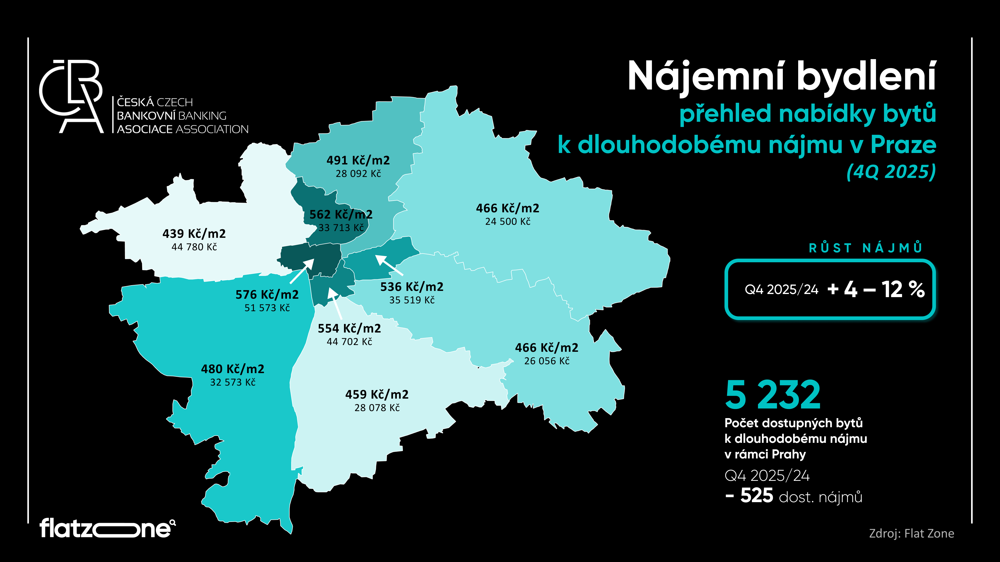 ČBA
ČESKÁ CZECH
BANKOVNÍ BANKING
ASOCIACE ASSOCIATION
Nájemní bydlení
přehled nabídky bytů
k dlouhodobému nájmu v Praze
(4Q 2025)
491 Kč/m2
28 092 Kč
562 Kč/m2
33 713 Kč
466 Kč/m2
24 500 Kč
439 Kč/m2
44 780 Kč
576 Kč/m2
51 573 Kč
536 Kč/m2
35 519 Kč
554 Kč/m2
44 702 Kč
466 Kč/m2
26 056 Kč
480 Kč/m2
32 573 Kč
459 Kč/m2
28 078 Kč
RŮST NÁJMŮ
Q4 2025/24 + 4 – 12 %
5 232
Počet dostupných bytů
k dlouhodobému nájmu
v rámci Prahy
Q4 2025/24
- 525 dost. nájmů
flatzone
Zdroj: Flat Zone